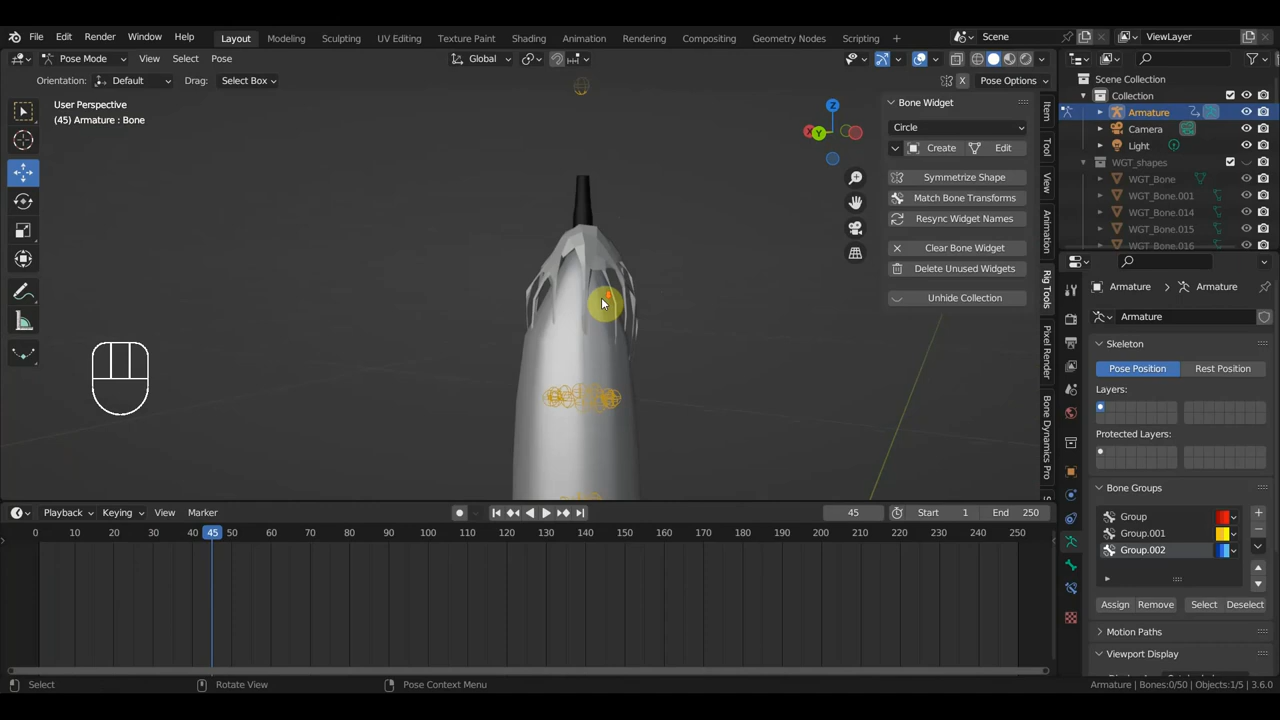 File Edit Render Window Help Layout Modeling Sculpting UV Editing Texture Paint Shading Animation Rendering Compositing Geometry Nodes Scripting + Scene ViewLayer
Pose Mode View Select Pose Global
Orientation: Default Drag: Select Box X Pose Options
User Perspective
(45) Armature : Bone
Z
X Y
Bone Widget
Circle
Create Edit
Symmetrize Shape
Match Bone Transforms
Resync Widget Names
Clear Bone Widget
Delete Unused Widgets
Unhide Collection
Item
Tool
View
Animation
Rig Tools
Pixel Render
Bone Dynamics Pro
S
Scene Collection
Collection
Armature
Camera
Light
WGT_shapes
WGT_Bone
WGT_Bone.001
WGT_Bone.014
WGT_Bone.015
WGT_Bone.016
Armature > Armature
Armature
Skeleton
Pose Position Rest Position
Layers:
Protected Layers:
Bone Groups
Group
Group.001
Group.002
Assign Remove Select Deselect
Motion Paths
Viewport Display
Playback Keying View Marker 45 Start 1 End 250
0 10 20 30 40 45 50 60 70 80 90 100 110 120 130 140 150 160 170 180 190 200 210 220 230 240 250
Select Rotate View Pose Context Menu Armature | Bones:0/50 | Objects:1/5 | 3.6.0